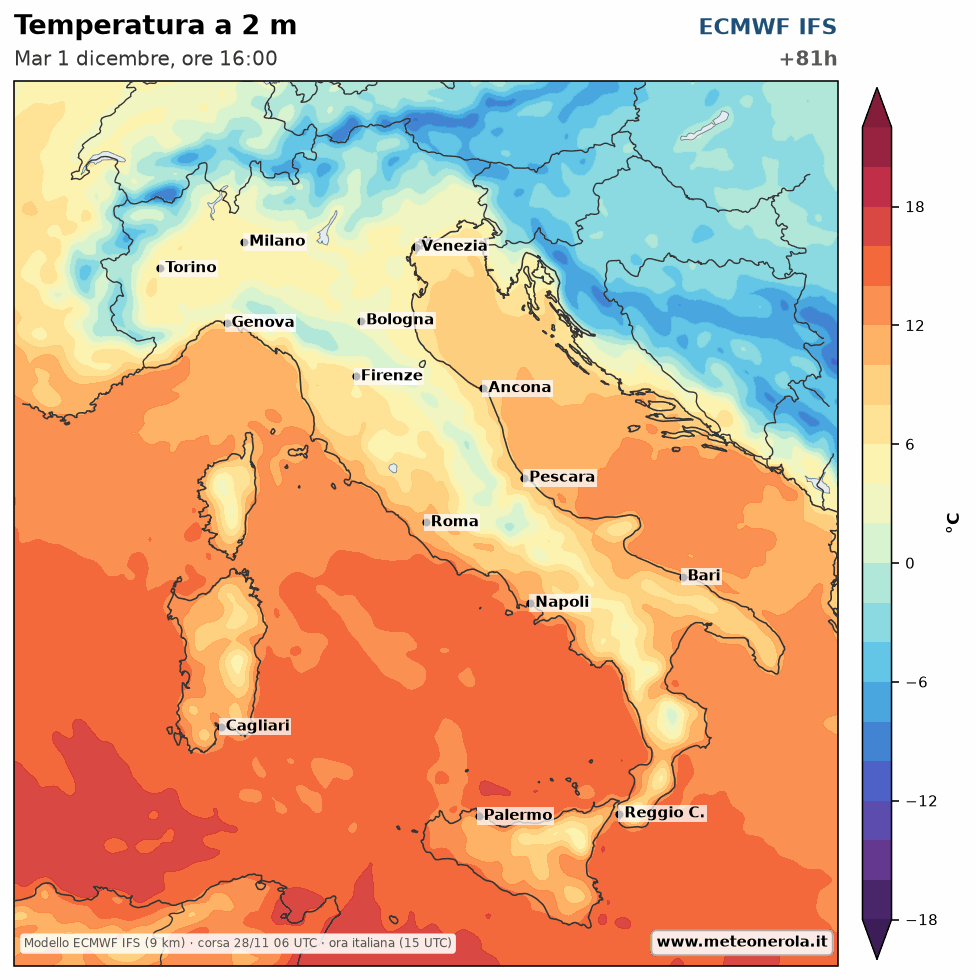 Temperatura a 2 m
ECMWF IFS
Mar 1 dicembre, ore 16:00
+81h
Milano
Venezia
Torino
Genova
Bologna
Firenze
Ancona
Pescara
Roma
Bari
Napoli
Cagliari
Palermo
Reggio C.
18
12
6
0
−6
−12
−18
°C
Modello ECMWF IFS (9 km) · corsa 28/11 06 UTC · ora italiana (15 UTC)
www.meteonerola.it